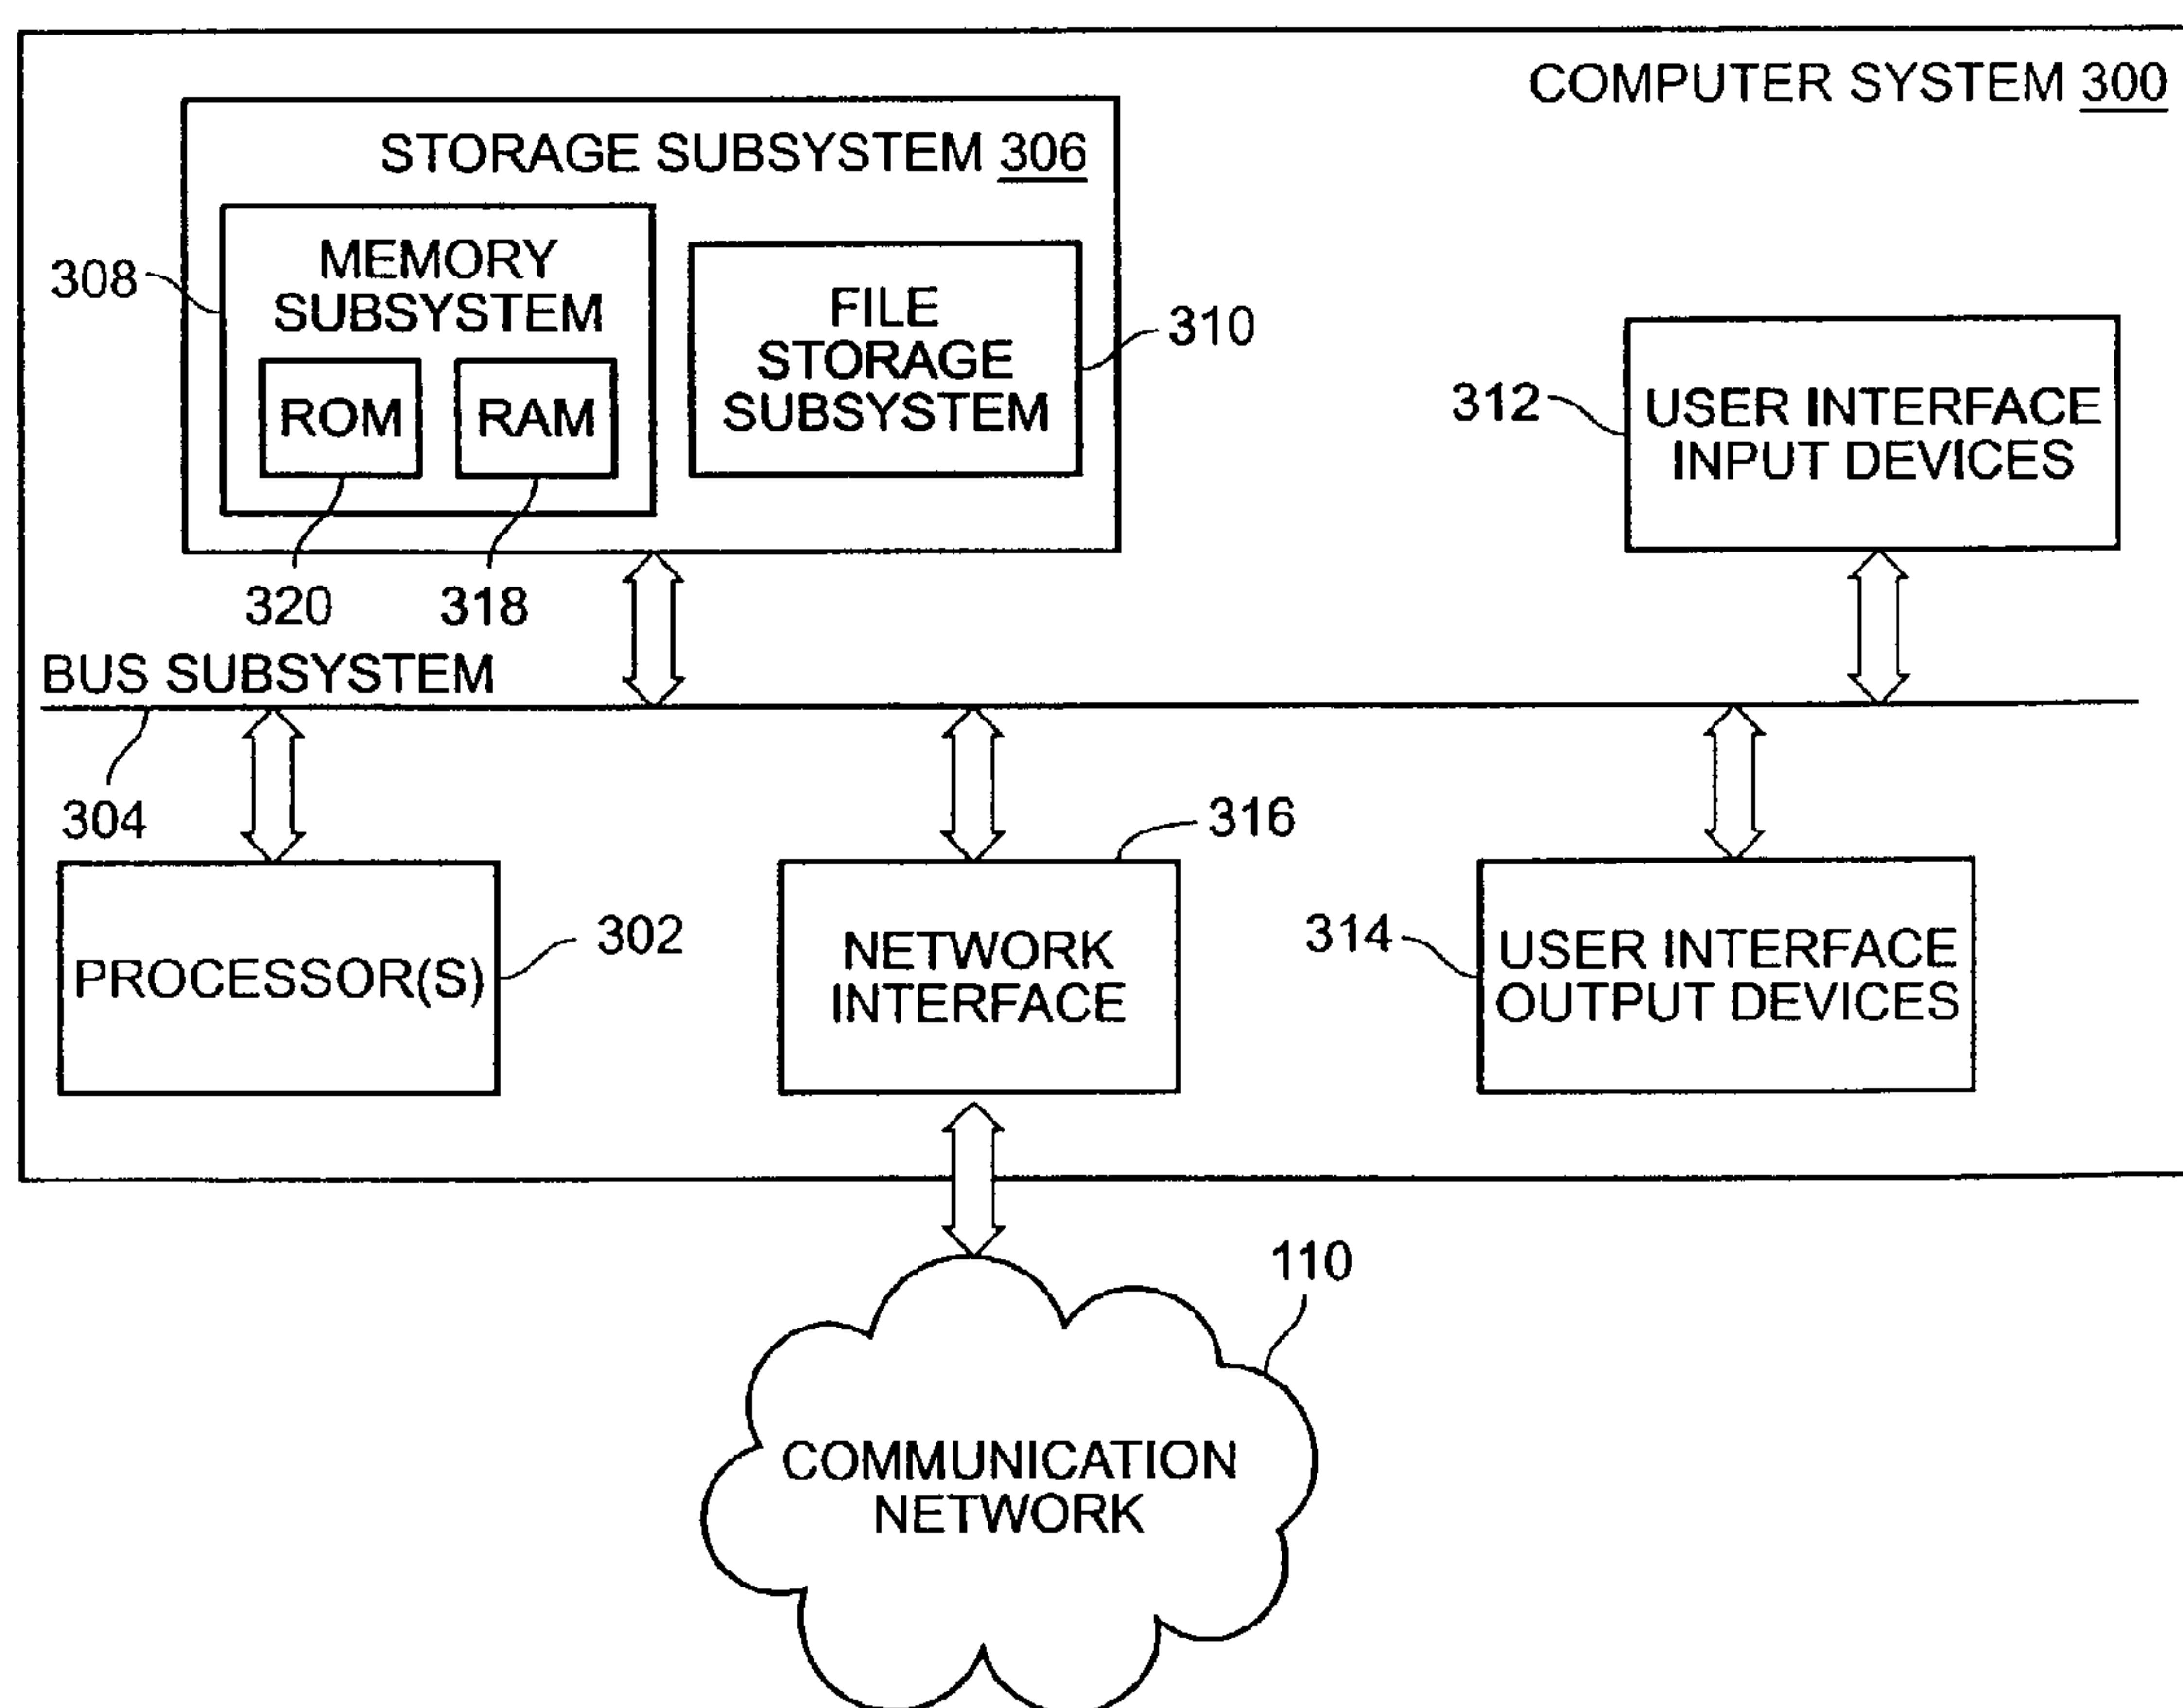 COMPUTER SYSTEM 300
STORAGE SUBSYSTEM 306
308
MEMORY
SUBSYSTEM
ROM
RAM
FILE
STORAGE
SUBSYSTEM
310
312
USER INTERFACE
INPUT DEVICES
320
318
BUS SUBSYSTEM
304
PROCESSOR(S)
302
NETWORK
INTERFACE
316
314
USER INTERFACE
OUTPUT DEVICES
110
COMMUNICATION
NETWORK